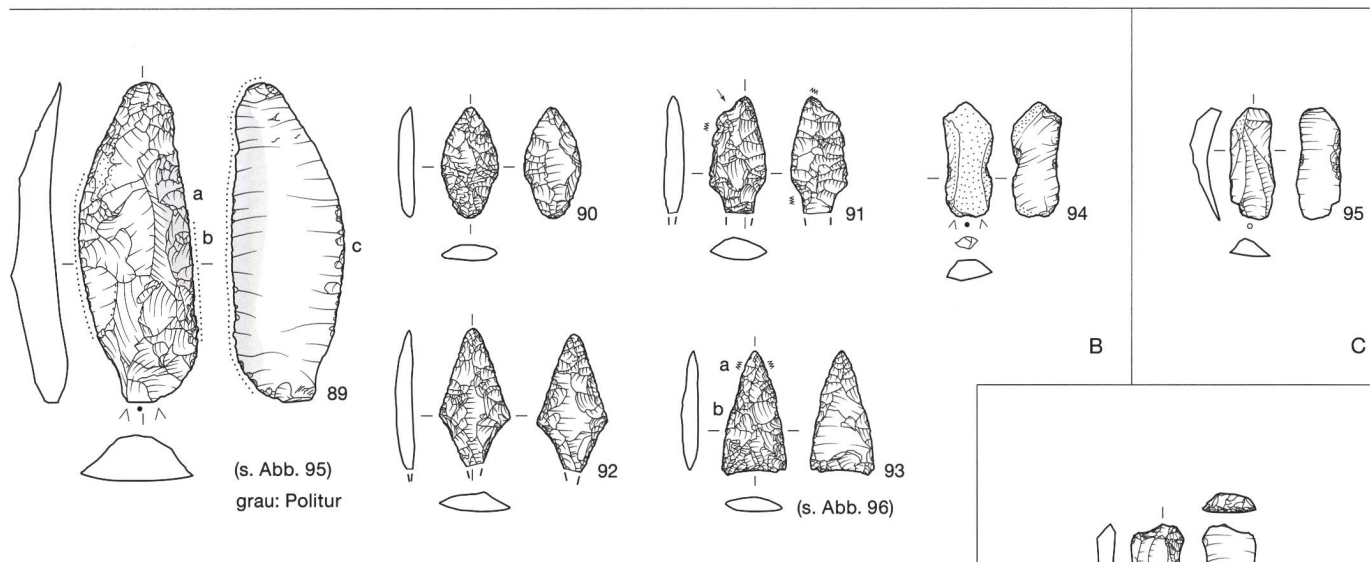 a
b
c
89
(s. Abb. 95)
grau: Politur
90
91
92
a
b
93
(s. Abb. 96)
94
B
95
C